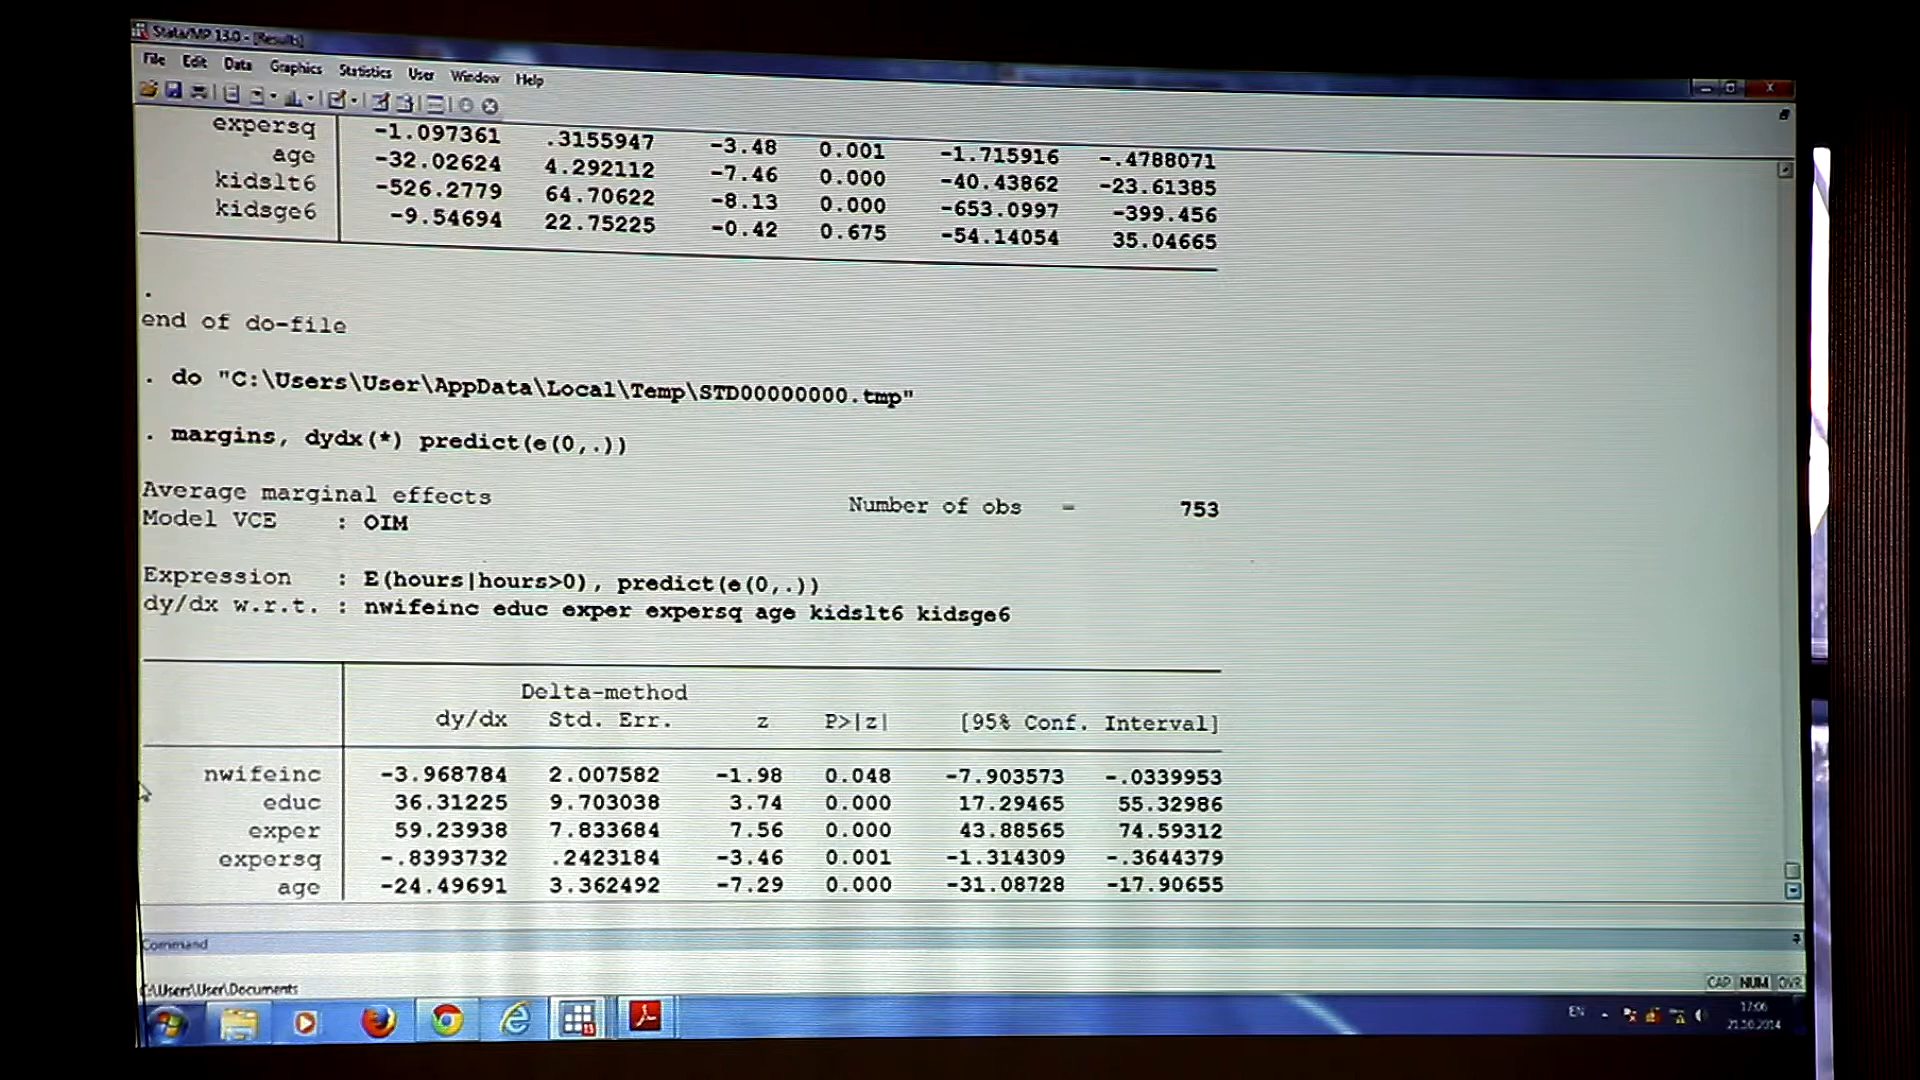 Stata/MP 13.0 - [Results]
File Edit Data Graphics Statistics User Window Help
expersq -1.097361 .3155947 -3.48 0.001 -1.715916 -.4788071
age -32.02624 4.292112 -7.46 0.000 -40.43862 -23.61385
kidslt6 -526.2779 64.70622 -8.13 0.000 -653.0997 -399.456
kidsge6 -9.54694 22.75225 -0.42 0.675 -54.14054 35.04665
.
end of do-file
. do "C:\Users\User\AppData\Local\Temp\STD00000000.tmp"
. margins, dydx(*) predict(e(0,.))
Average marginal effects Number of obs = 753
Model VCE : OIM
Expression : E(hours|hours>0), predict(e(0,.))
dy/dx w.r.t. : nwifeinc educ exper expersq age kidslt6 kidsge6
Delta-method
dy/dx Std. Err. z P>|z| [95% Conf. Interval]
nwifeinc -3.968784 2.007582 -1.98 0.048 -7.903573 -.0339953
educ 36.31225 9.703038 3.74 0.000 17.29465 55.32986
exper 59.23938 7.833684 7.56 0.000 43.88565 74.59312
expersq -.8393732 .2423184 -3.46 0.001 -1.314309 -.3644379
age -24.49691 3.362492 -7.29 0.000 -31.08728 -17.90655
Command
C:\Users\User\Documents CAP NUM OVR
EN 17:06
21.10.2014